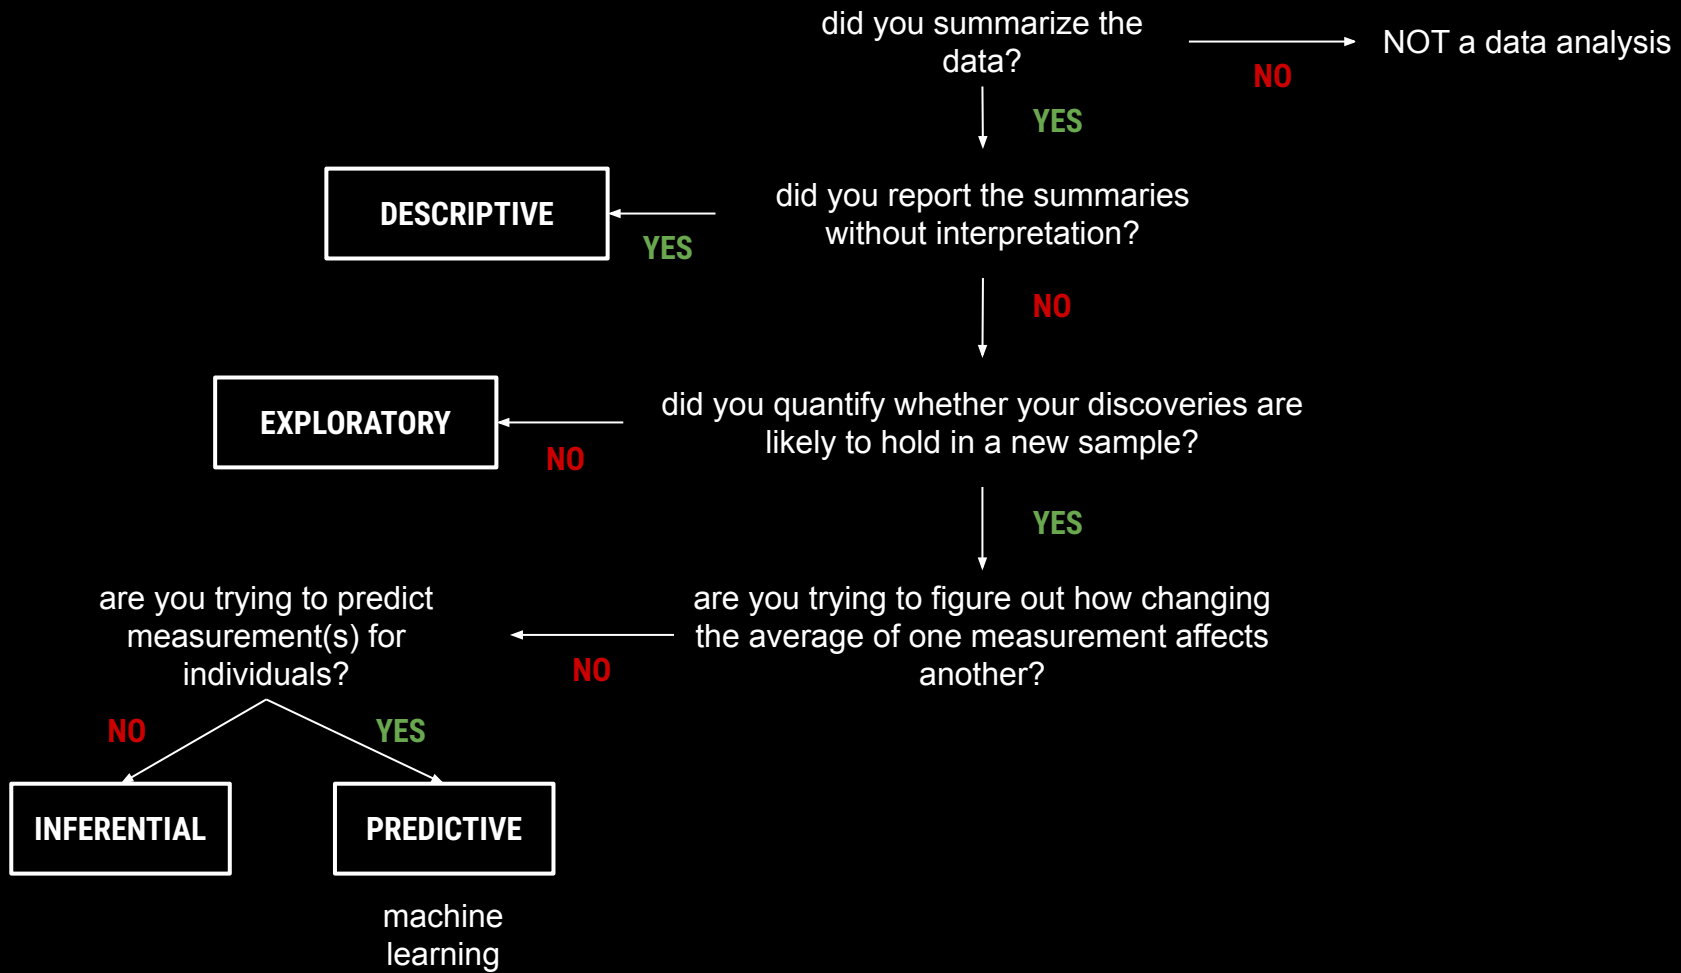 did you summarize the
data?
NO
NOT a data analysis
YES
DESCRIPTIVE
YES
did you report the summaries
without interpretation?
NO
EXPLORATORY
NO
did you quantify whether your discoveries are
likely to hold in a new sample?
YES
are you trying to predict
measurement(s) for
individuals?
NO
are you trying to figure out how changing
the average of one measurement affects
another?
NO
YES
INFERENTIAL
PREDICTIVE
machine
learning